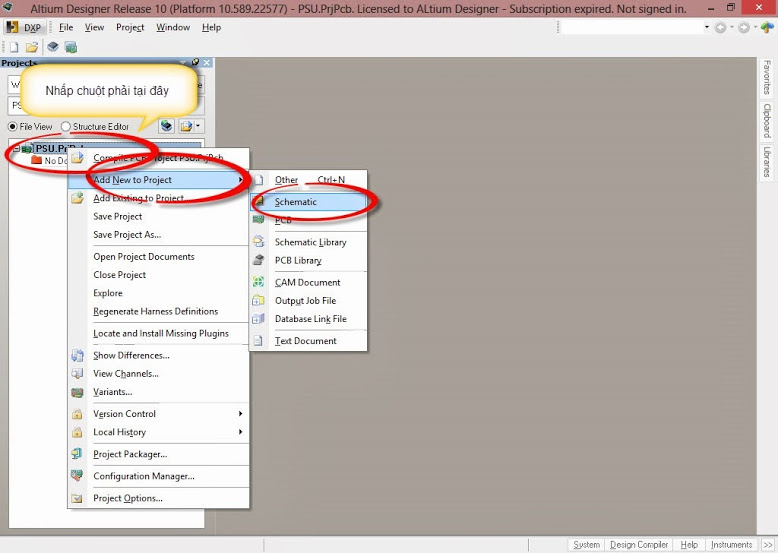 Altium Designer Release 10 (Platform 10.589.22577) - PSU.PrjPcb. Licensed to ALtium Designer - Subscription expired. Not signed in.
DXP File View Project Window Help
Projects
Nhấp chuột phải tại đây
File View Structure Editor
PSU.PrjPcb
Compile PCB Project PSU.PrjPcb
Add New to Project
Add Existing to Project...
Save Project
Save Project As...
Open Project Documents
Close Project
Explore
Regenerate Harness Definitions
Locate and Install Missing Plugins
Show Differences...
View Channels...
Variants...
Version Control
Local History
Project Packager...
Configuration Manager...
Project Options...
Other Ctrl+N
Schematic
PCB
Schematic Library
PCB Library
CAM Document
Output Job File
Database Link File
Text Document
Favorites
Clipboard
Libraries
System Design Compiler Help Instruments >>